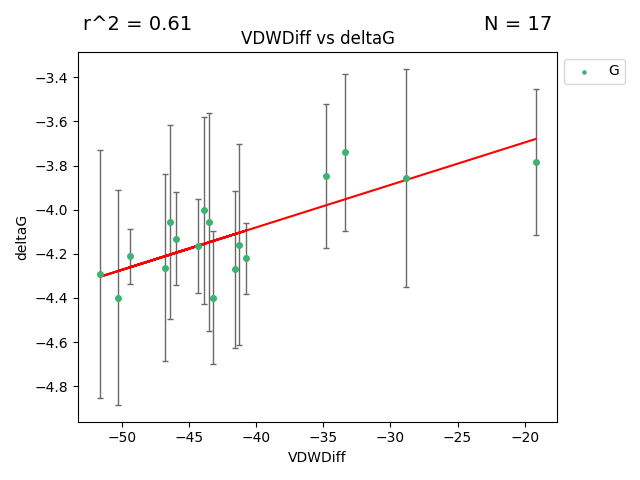 r^2 = 0.61
N = 17
VDWDiff vs deltaG
G
−3.4
−3.6
−3.8
−4.0
−4.2
−4.4
−4.6
−4.8
deltaG
−50
−45
−40
−35
−30
−25
−20
VDWDiff